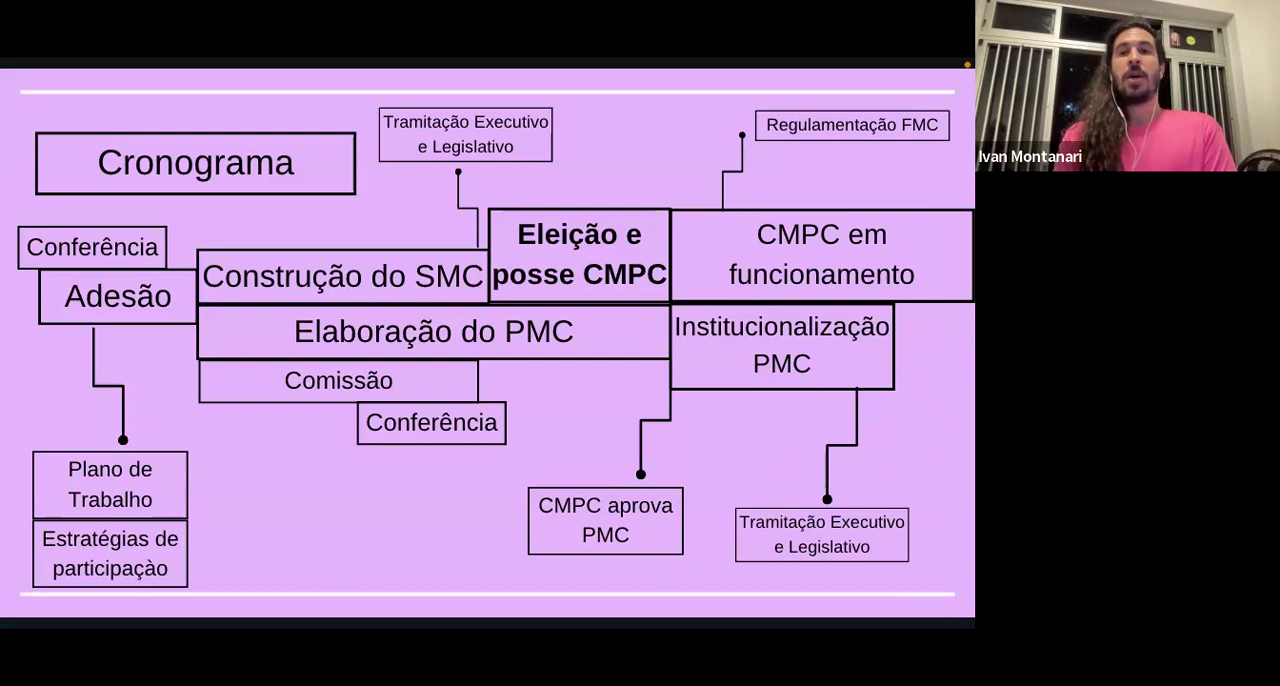 Cronograma
Tramitação Executivo
e Legislativo
Regulamentação FMC
Ivan Montanari
Conferência
Adesão
Construção do SMC
Eleição e
posse CMPC
CMPC em
funcionamento
Elaboração do PMC
Institucionalização
PMC
Comissão
Conferência
Plano de
Trabalho
Estratégias de
participaçào
CMPC aprova
PMC
Tramitação Executivo
e Legislativo